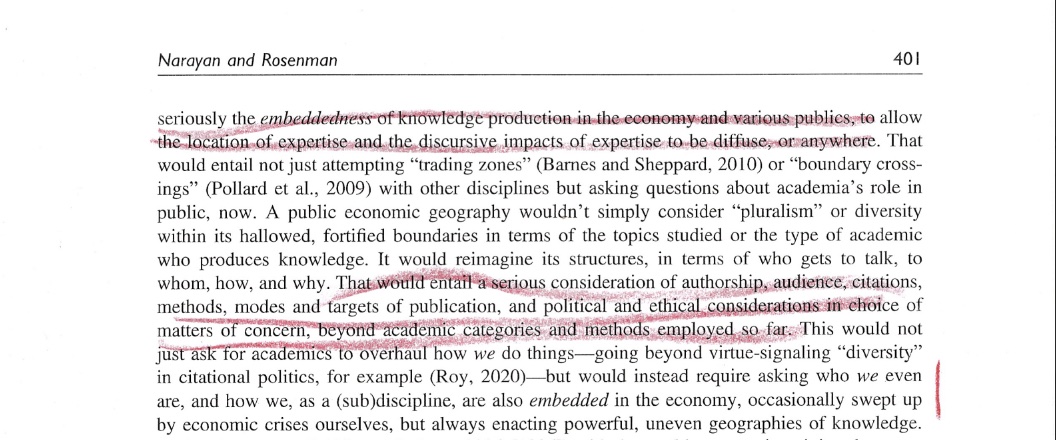 Narayan and Rosenman 401
seriously the embeddedness of knowledge production in the economy and various publics, to allow
the location of expertise and the discursive impacts of expertise to be diffuse, or anywhere. That
would entail not just attempting “trading zones” (Barnes and Sheppard, 2010) or “boundary cross-
ings” (Pollard et al., 2009) with other disciplines but asking questions about academia’s role in
public, now. A public economic geography wouldn’t simply consider “pluralism” or diversity
within its hallowed, fortified boundaries in terms of the topics studied or the type of academic
who produces knowledge. It would reimagine its structures, in terms of who gets to talk, to
whom, how, and why. That would entail a serious consideration of authorship, audience, citations,
methods, modes and targets of publication, and political and ethical considerations in choice of
matters of concern, beyond academic categories and methods employed so far. This would not
just ask for academics to overhaul how we do things—going beyond virtue-signaling “diversity”
in citational politics, for example (Roy, 2020)—but would instead require asking who we even
are, and how we, as a (sub)discipline, are also embedded in the economy, occasionally swept up
by economic crises ourselves, but always enacting powerful, uneven geographies of knowledge.